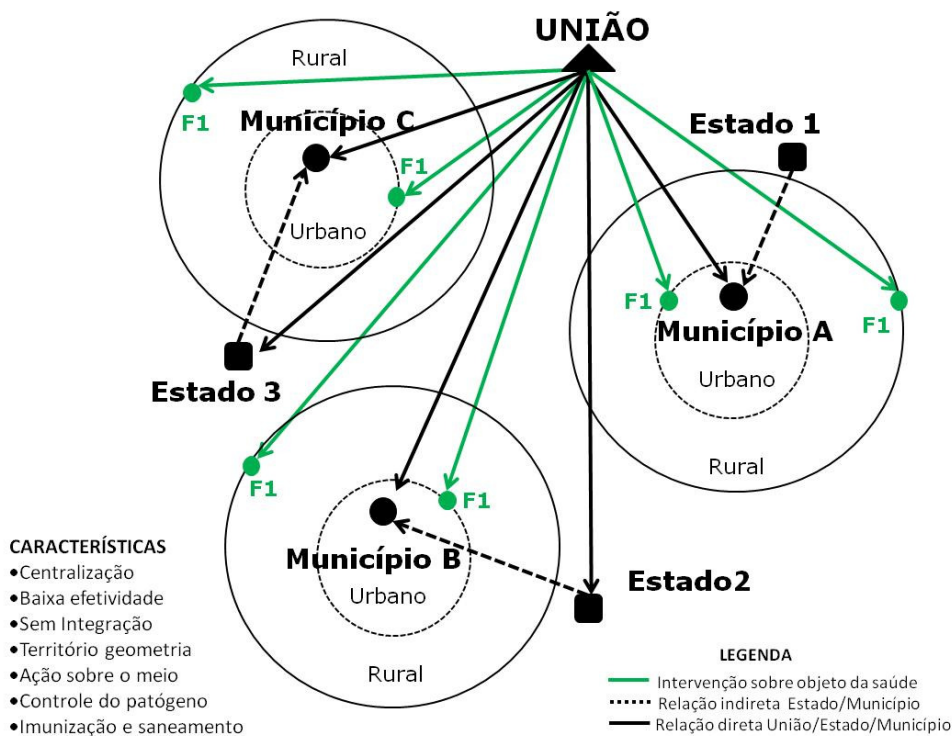 UNIÃO
Rural
Município C
F1
F1
Urbano
Estado 1
Estado 3
F1
Município A
F1
Urbano
Rural
F1
F1
Município B
Urbano
Rural
Estado2
CARACTERÍSTICAS
•Centralização
•Baixa efetividade
•Sem Integração
•Território geometria
•Ação sobre o meio
•Controle do patógeno
•Imunização e saneamento
LEGENDA
Intervenção sobre objeto da saúde
Relação indireta Estado/Município
Relação direta União/Estado/Município